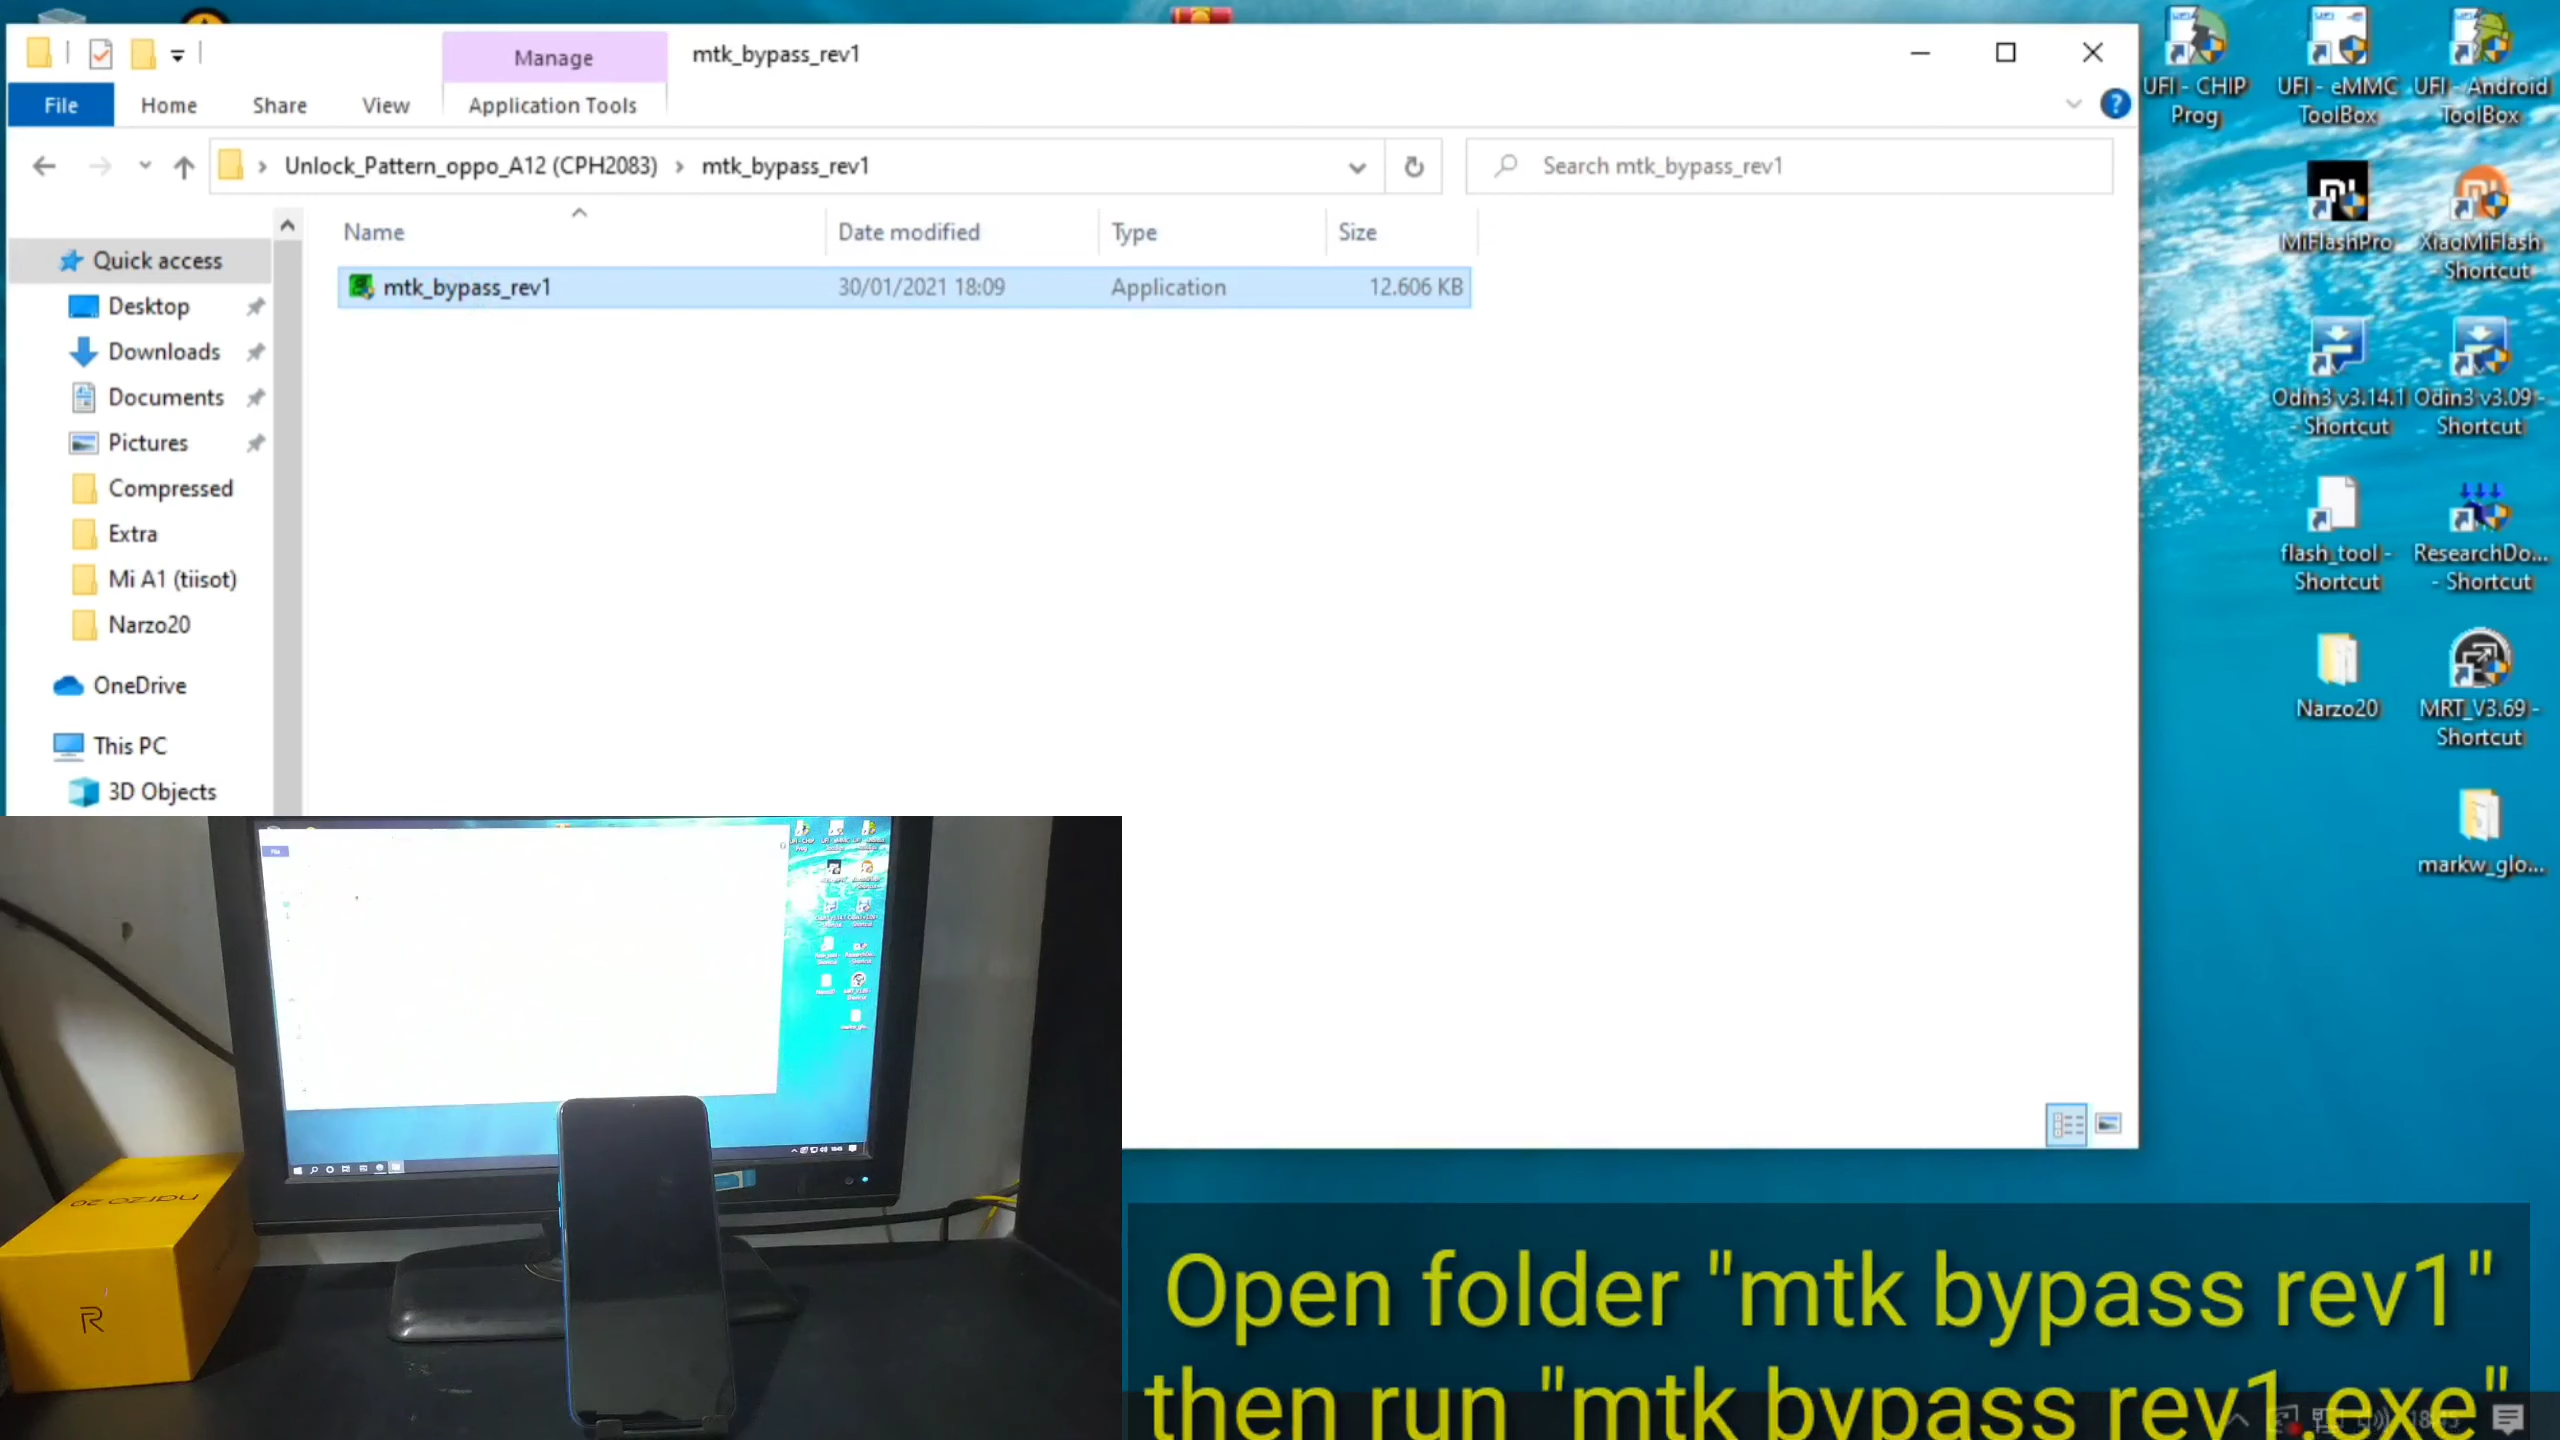 Manage
mtk_bypass_rev1
File
Home
Share
View
Application Tools
Unlock_Pattern_oppo_A12 (CPH2083)
mtk_bypass_rev1
Search mtk_bypass_rev1
Name
Date modified
Type
Size
mtk_bypass_rev1
30/01/2021 18:09
Application
12.606 KB
Quick access
Desktop
Downloads
Documents
Pictures
Compressed
Extra
Mi A1 (tiisot)
Narzo20
OneDrive
This PC
3D Objects
UFI - CHIP
Prog
UFI - eMMC
ToolBox
UFI - Android
ToolBox
MiFlashPro
XiaoMiFlash
- Shortcut
Odin3 v3.14.1
- Shortcut
Odin3 v3.09 -
Shortcut
flash_tool -
Shortcut
ResearchDo...
- Shortcut
Narzo20
MRT_V3.69 -
Shortcut
markw_glo...
narzo 20
R
Open folder "mtk bypass rev1"
then run "mtk bypass rev1.exe"